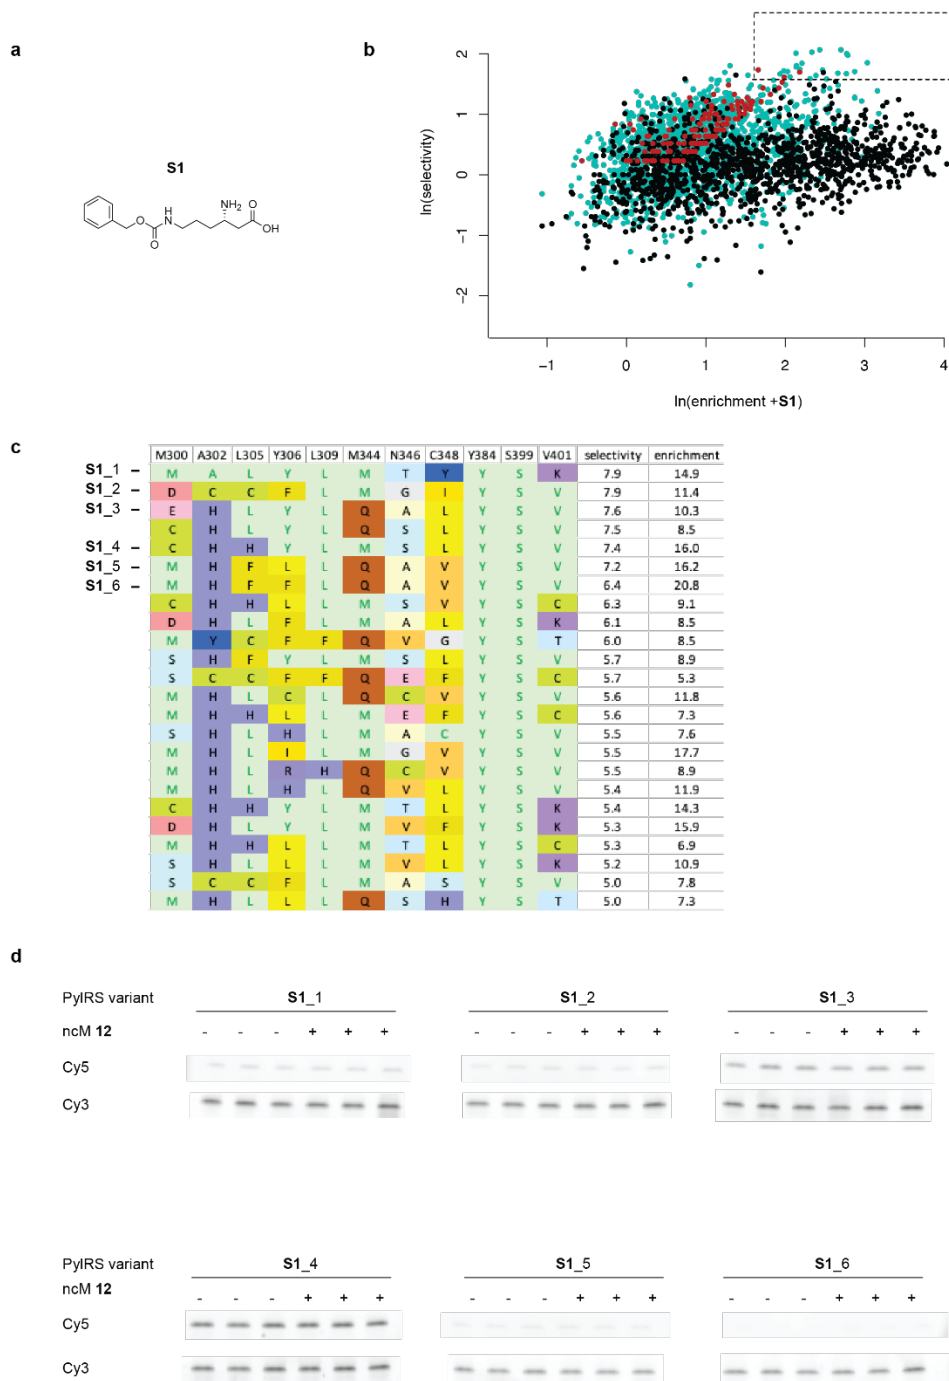 a
b
S1
NH2
O
H
N
O
O
OH
ln(selectivity)
2
1
0
−1
−2
−1 0 1 2 3 4
ln(enrichment +S1)
c
M300 A302 L305 Y306 L309 M344 N346 C348 Y384 S399 V401 selectivity enrichment
S1_1 – M A L Y L M T Y Y S K 7.9 14.9
S1_2 – D C C F L M G I Y S V 7.9 11.4
S1_3 – E H L Y L Q A L Y S V 7.6 10.3
C H L Y L Q S L Y S V 7.5 8.5
S1_4 – C H H Y L M S L Y S V 7.4 16.0
S1_5 – M H F L L Q A V Y S V 7.2 16.2
S1_6 – M H F F L Q A V Y S V 6.4 20.8
C H H L L M S V Y S C 6.3 9.1
D H L F L M A L Y S K 6.1 8.5
M Y C F F Q V G Y S T 6.0 8.5
S H F Y L M S L Y S V 5.7 8.9
S C C F F Q E F Y S C 5.7 5.3
M H L C L Q C V Y S V 5.6 11.8
M H H L L M E F Y S C 5.6 7.3
S H L H L M A C Y S V 5.5 7.6
M H L I L M G V Y S V 5.5 17.7
M H L R H Q C V Y S V 5.5 8.9
M H L H L Q V L Y S V 5.4 11.9
C H H Y L M T L Y S K 5.4 14.3
D H L Y L M V F Y S K 5.3 15.9
M H H L L M T L Y S C 5.3 6.9
S H L L L M V L Y S K 5.2 10.9
S C C F L M A S Y S V 5.0 7.8
M H L L L Q S H Y S T 5.0 7.3
d
PylRS variant S1_1 S1_2 S1_3
ncM 12 - - - + + + - - - + + + - - - + + +
Cy5
Cy3
PylRS variant S1_4 S1_5 S1_6
ncM 12 - - - + + + - - - + + + - - - + + +
Cy5
Cy3